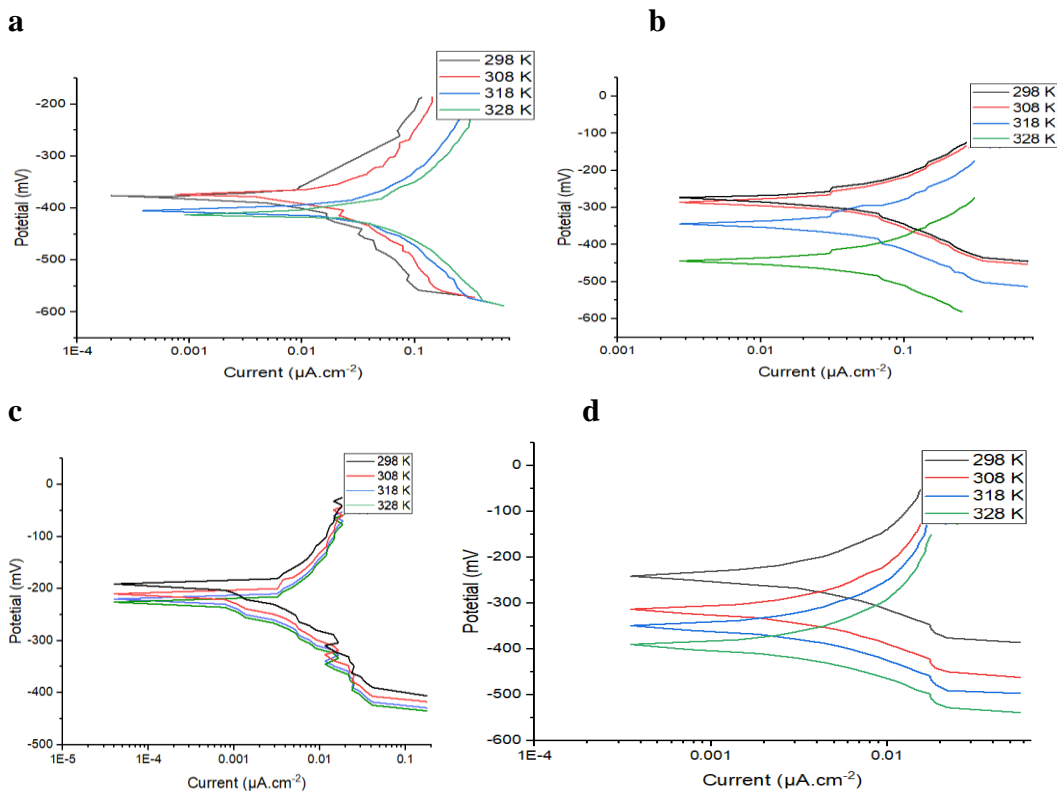 a
298 K
308 K
318 K
328 K
-200
-300
-400
-500
-600
Potetial (mV)
1E-4
0.001
0.01
0.1
Current (µA.cm-2)
b
298 K
308 K
318 K
328 K
0
-100
-200
-300
-400
-500
-600
Potetial (mV)
0.001
0.01
0.1
Current (µA.cm-2)
c
298 K
308 K
318 K
328 K
0
-100
-200
-300
-400
-500
Potetial (mV)
1E-5
1E-4
0.001
0.01
0.1
Current (µA.cm-2)
d
298 K
308 K
318 K
328 K
0
-100
-200
-300
-400
-500
-600
Potetial (mV
1E-4
0.001
0.01
Current (µA.cm-2)